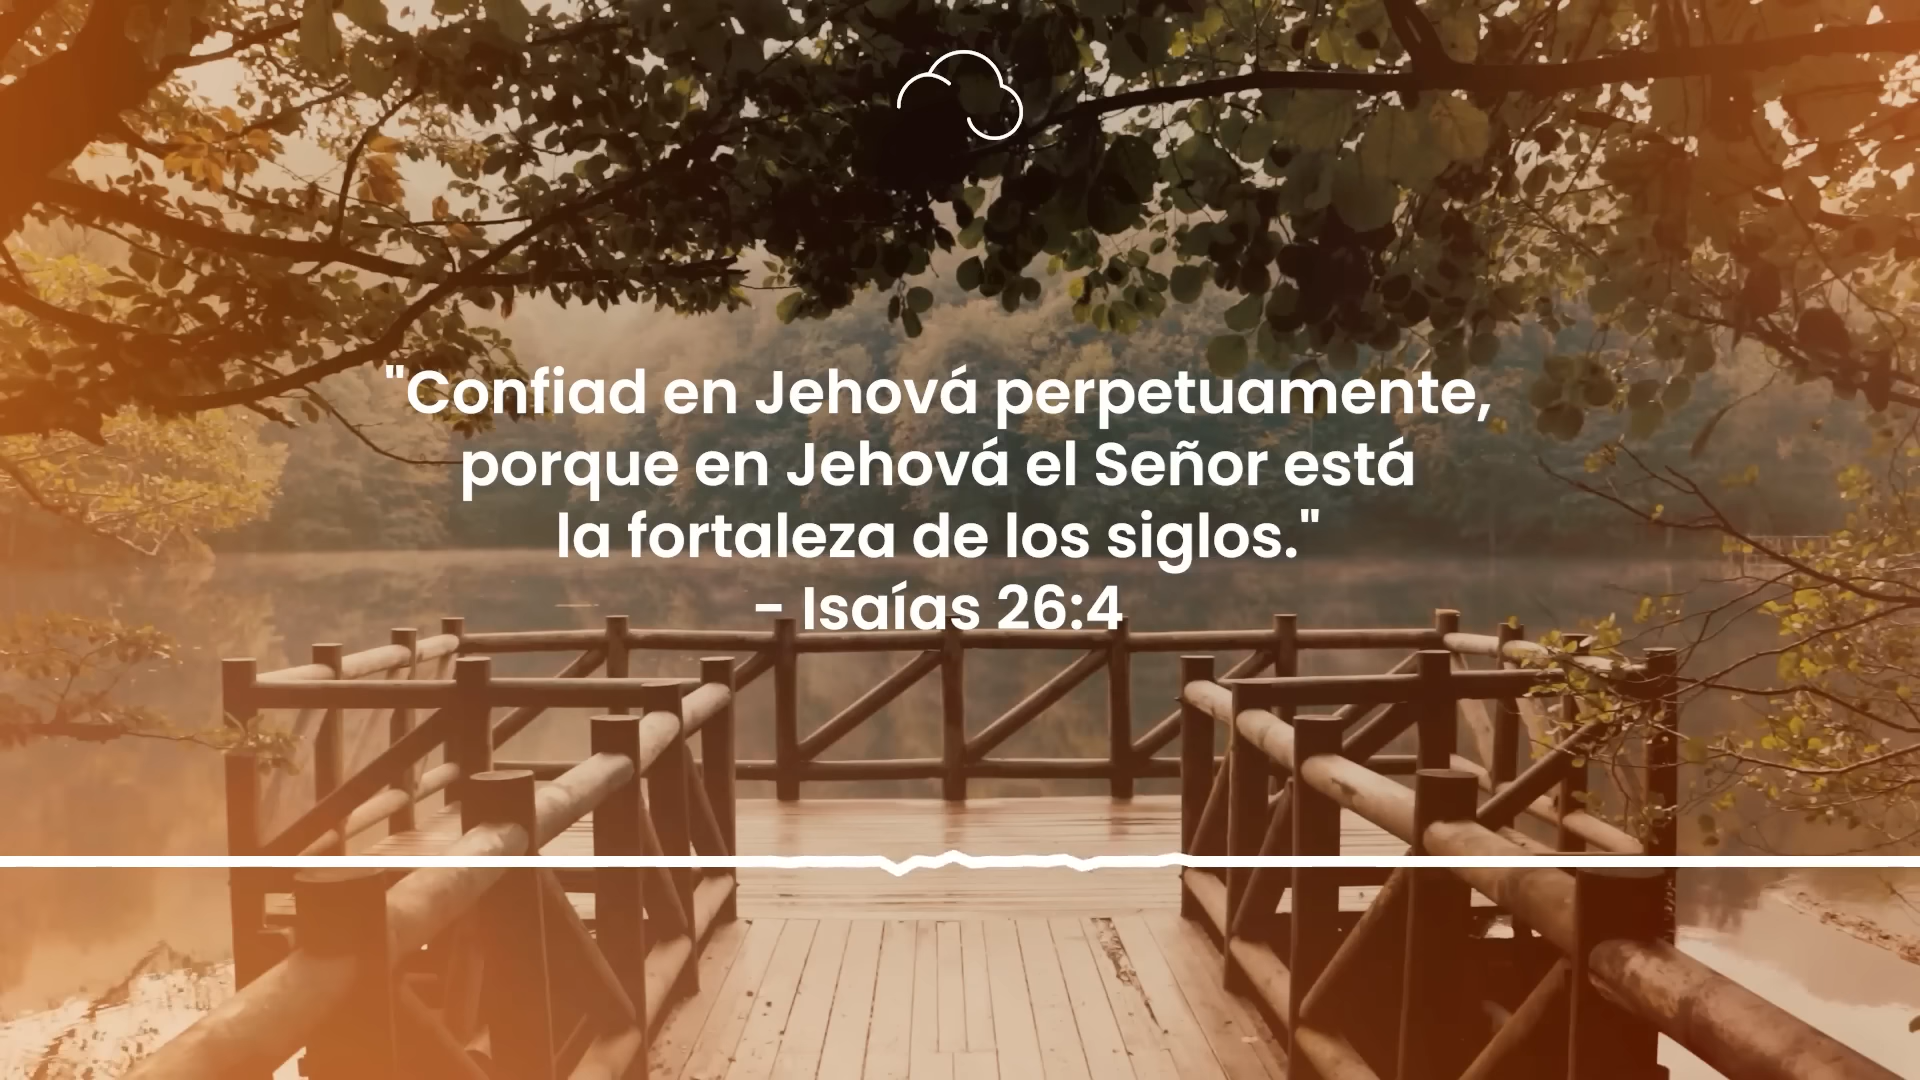 "Confiad en Jehová perpetuamente,
porque en Jehová el Señor está
la fortaleza de los siglos."
- Isaías 26:4